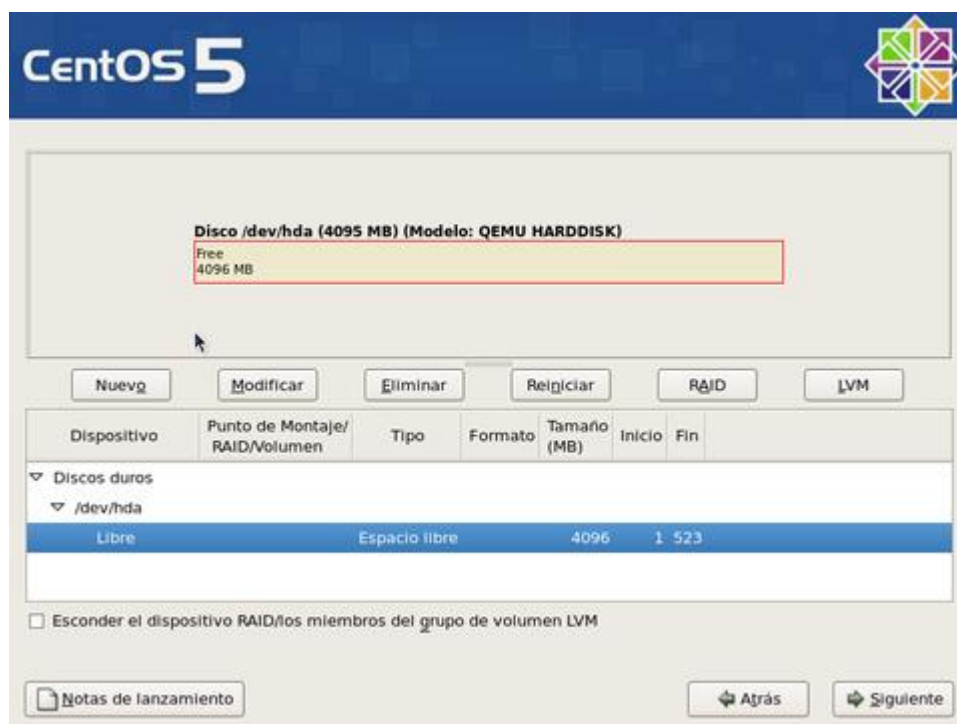 CentOS 5
Disco /dev/hda (4095 MB) (Modelo: QEMU HARDDISK)
Free
4096 MB
Nuevo
Modificar
Eliminar
Reiniciar
RAID
LVM
Dispositivo
Punto de Montaje/
RAID/Volumen
Tipo
Formato
Tamaño
(MB)
Inicio
Fin
Discos duros
/dev/hda
Libre Espacio libre 4096 1 523
Esconder el dispositivo RAID/los miembros del grupo de volumen LVM
Notas de lanzamiento
Atrás
Siguiente